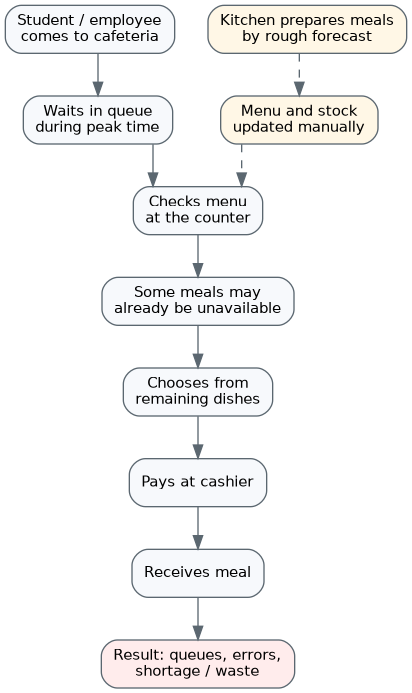 Student / employee
comes to cafeteria
Kitchen prepares meals
by rough forecast
Waits in queue
during peak time
Menu and stock
updated manually
Checks menu
at the counter
Some meals may
already be unavailable
Chooses from
remaining dishes
Pays at cashier
Receives meal
Result: queues, errors,
shortage / waste